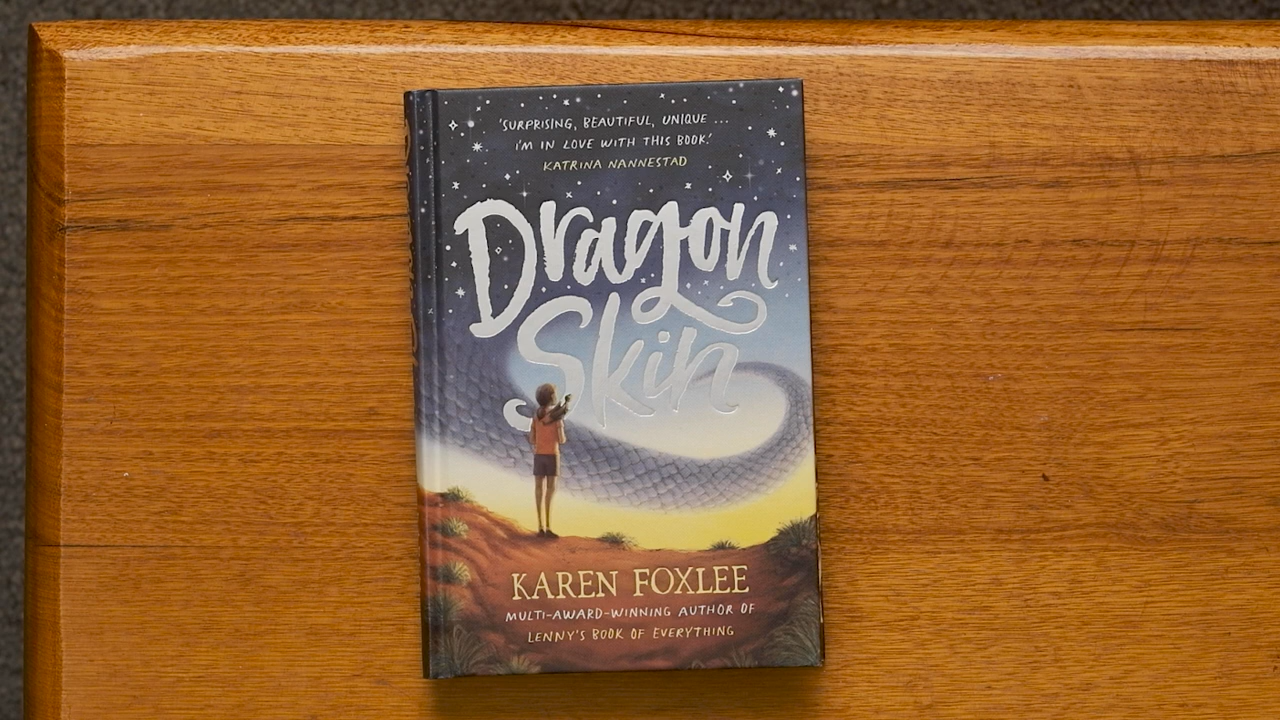 'SURPRISING, BEAUTIFUL, UNIQUE ...
I'M IN LOVE WITH THIS BOOK.'
KATRINA NANNESTAD
Dragon
Skin
KAREN FOXLEE
MULTI-AWARD-WINNING AUTHOR OF
LENNY'S BOOK OF EVERYTHING